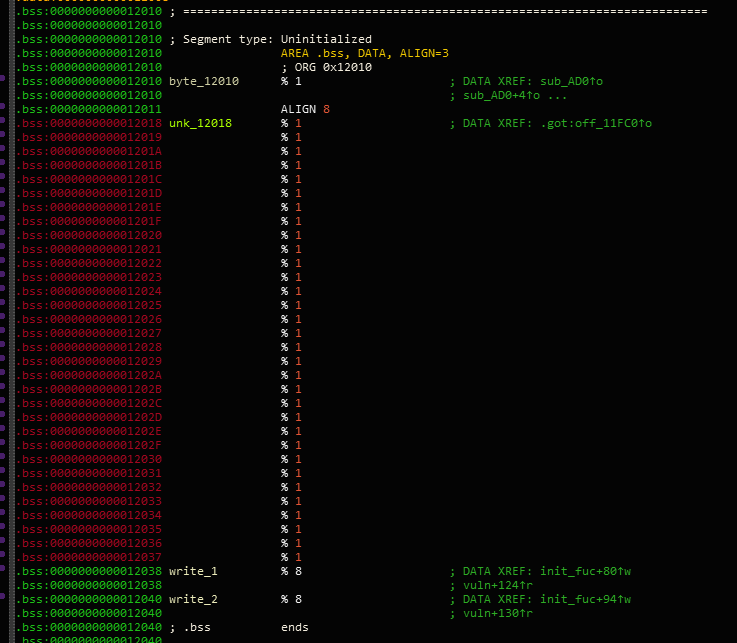 .bss:0000000000012010 ; ===========================================================================
.bss:0000000000012010
.bss:0000000000012010 ; Segment type: Uninitialized
.bss:0000000000012010 AREA .bss, DATA, ALIGN=3
.bss:0000000000012010 ; ORG 0x12010
.bss:0000000000012010 byte_12010 % 1 ; DATA XREF: sub_AD0↑o
.bss:0000000000012010 ; sub_AD0+4↑o ...
.bss:0000000000012011 ALIGN 8
.bss:0000000000012018 unk_12018 % 1 ; DATA XREF: .got:off_11FC0↑o
.bss:0000000000012019 % 1
.bss:000000000001201A % 1
.bss:000000000001201B % 1
.bss:000000000001201C % 1
.bss:000000000001201D % 1
.bss:000000000001201E % 1
.bss:000000000001201F % 1
.bss:0000000000012020 % 1
.bss:0000000000012021 % 1
.bss:0000000000012022 % 1
.bss:0000000000012023 % 1
.bss:0000000000012024 % 1
.bss:0000000000012025 % 1
.bss:0000000000012026 % 1
.bss:0000000000012027 % 1
.bss:0000000000012028 % 1
.bss:0000000000012029 % 1
.bss:000000000001202A % 1
.bss:000000000001202B % 1
.bss:000000000001202C % 1
.bss:000000000001202D % 1
.bss:000000000001202E % 1
.bss:000000000001202F % 1
.bss:0000000000012030 % 1
.bss:0000000000012031 % 1
.bss:0000000000012032 % 1
.bss:0000000000012033 % 1
.bss:0000000000012034 % 1
.bss:0000000000012035 % 1
.bss:0000000000012036 % 1
.bss:0000000000012037 % 1
.bss:0000000000012038 write_1 % 8 ; DATA XREF: init_fuc+80↑w
.bss:0000000000012038 ; vuln+124↑r
.bss:0000000000012040 write_2 % 8 ; DATA XREF: init_fuc+94↑w
.bss:0000000000012040 ; vuln+130↑r
.bss:0000000000012040 ; .bss ends
.bss:0000000000012040